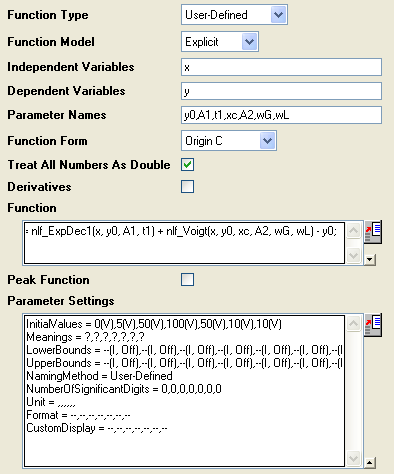 Function Type User-Defined
Function Model Explicit
Independent Variables x
Dependent Variables y
Parameter Names y0,A1,t1,xc,A2,wG,wL
Function Form Origin C
Treat All Numbers As Double
Derivatives
Function
= nlf_ExpDec1(x, y0, A1, t1) + nlf_Voigt(x, y0, xc, A2, wG, wL) - y0;
Peak Function
Parameter Settings
InitialValues = 0(V),5(V),50(V),100(V),50(V),10(V),10(V)
Meanings = ?,?,?,?,?,?,?
LowerBounds = --(I, Off),--(I, Off),--(I, Off),--(I, Off),--(I, Off),--(I, Off),--(I
UpperBounds = --(I, Off),--(I, Off),--(I, Off),--(I, Off),--(I, Off),--(I, Off),--(I
NamingMethod = User-Defined
NumberOfSignificantDigits = 0,0,0,0,0,0,0
Unit = ,,,,,,
Format = --,--,--,--,--,--,--
CustomDisplay = --,--,--,--,--,--,--